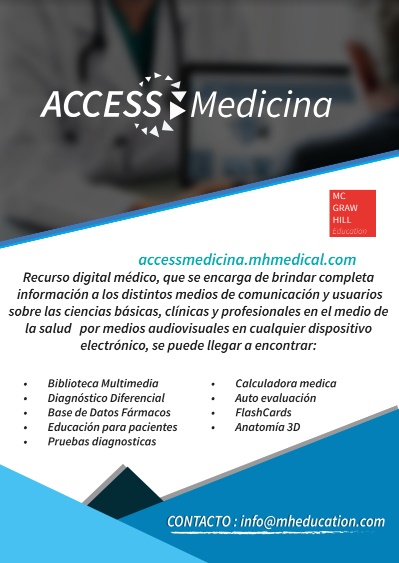 ACCESS Medicina
MC
GRAW
HILL
Education
accessmedicina.mhmedical.com
Recurso digital médico, que se encarga de brindar completa
información a los distintos medios de comunicación y usuarios
sobre las ciencias básicas, clínicas y profesionales en el medio de
la salud por medios audiovisuales en cualquier dispositivo
electrónico, se puede llegar a encontrar:
• Biblioteca Multimedia
• Diagnóstico Diferencial
• Base de Datos Fármacos
• Educación para pacientes
• Pruebas diagnosticas
• Calculadora medica
• Auto evaluación
• FlashCards
• Anatomía 3D
CONTACTO : info@mheducation.com